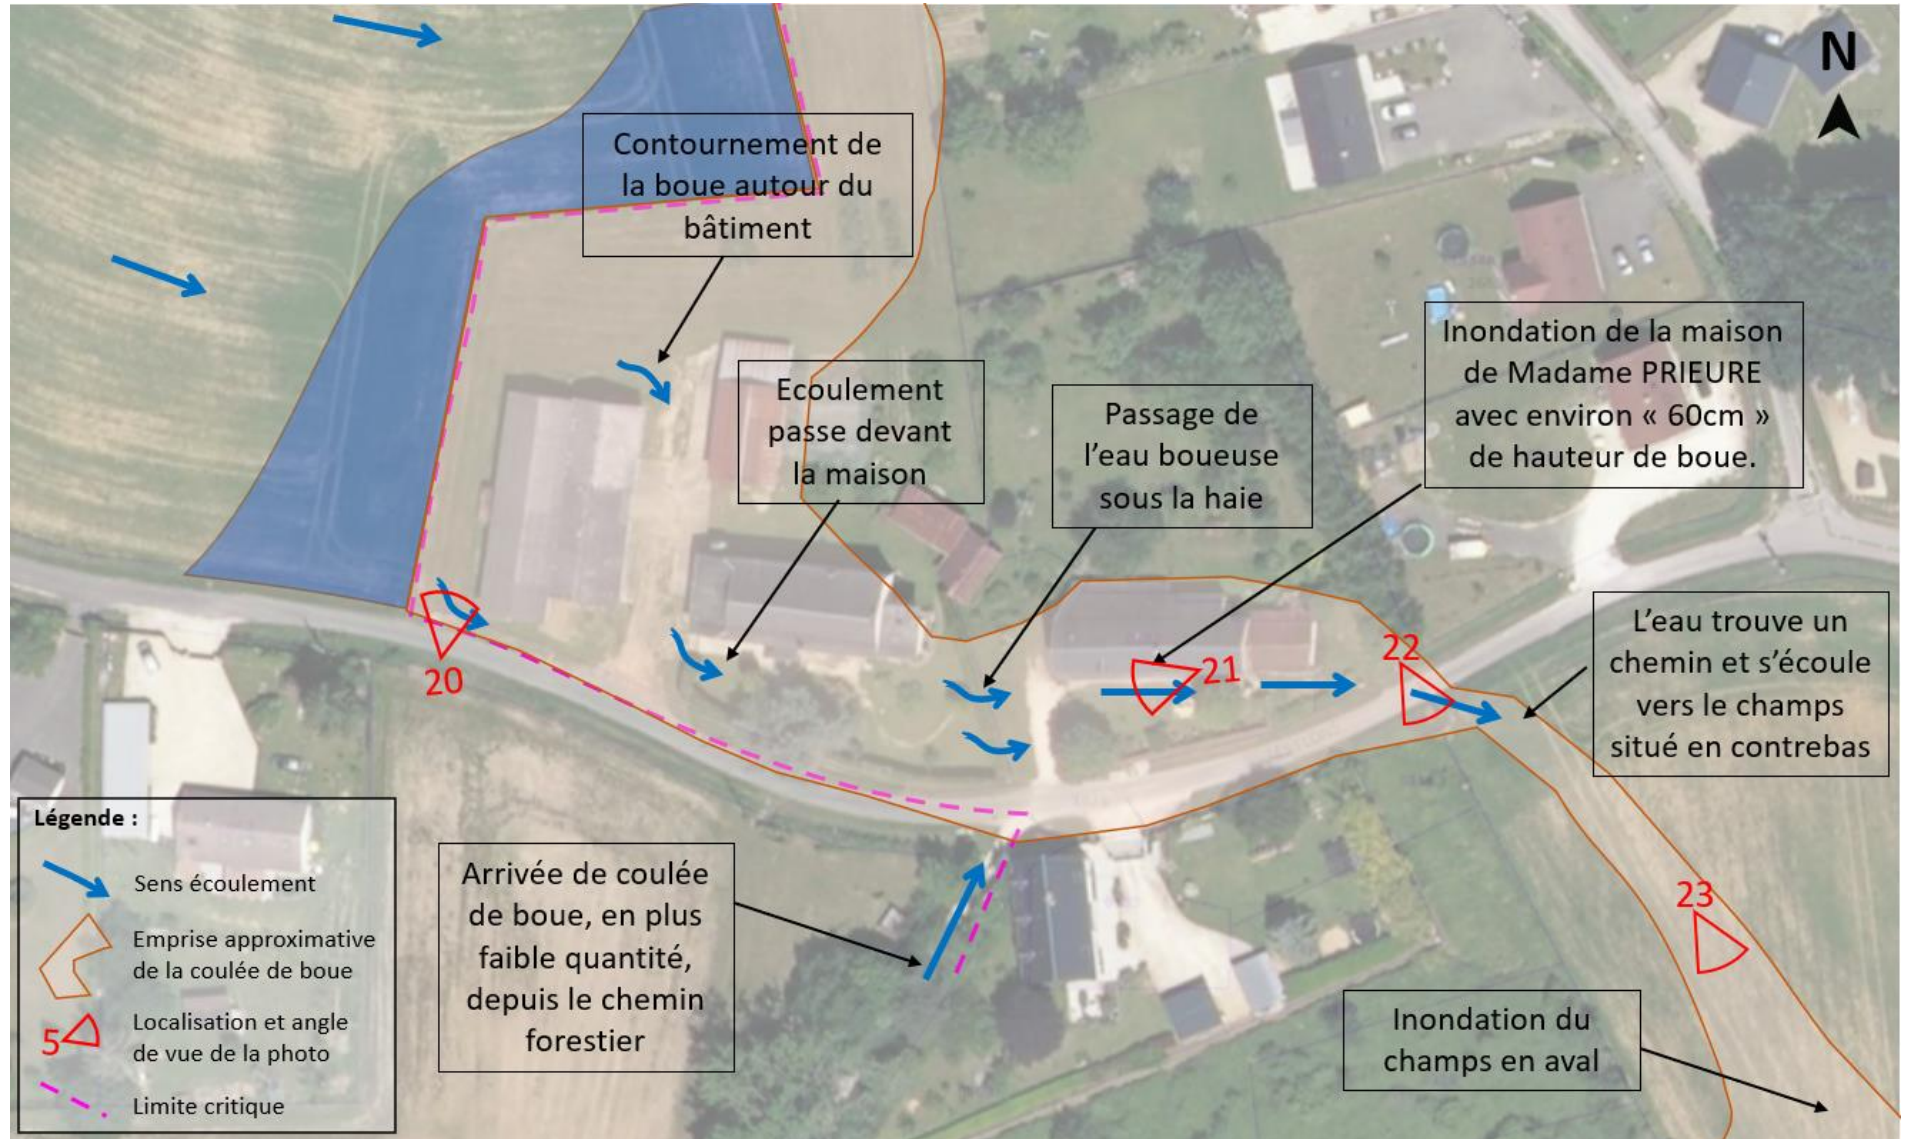 N
Contournement de
la boue autour du
bâtiment
Ecoulement
passe devant
la maison
Passage de
l'eau boueuse
sous la haie
Inondation de la maison
de Madame PRIEURE
avec environ « 60cm »
de hauteur de boue.
L'eau trouve un
chemin et s'écoule
vers le champs
situé en contrebas
20
21
22
23
Arrivée de coulée
de boue, en plus
faible quantité,
depuis le chemin
forestier
Inondation du
champs en aval
Légende :
Sens écoulement
Emprise approximative
de la coulée de boue
5
Localisation et angle
de vue de la photo
Limite critique